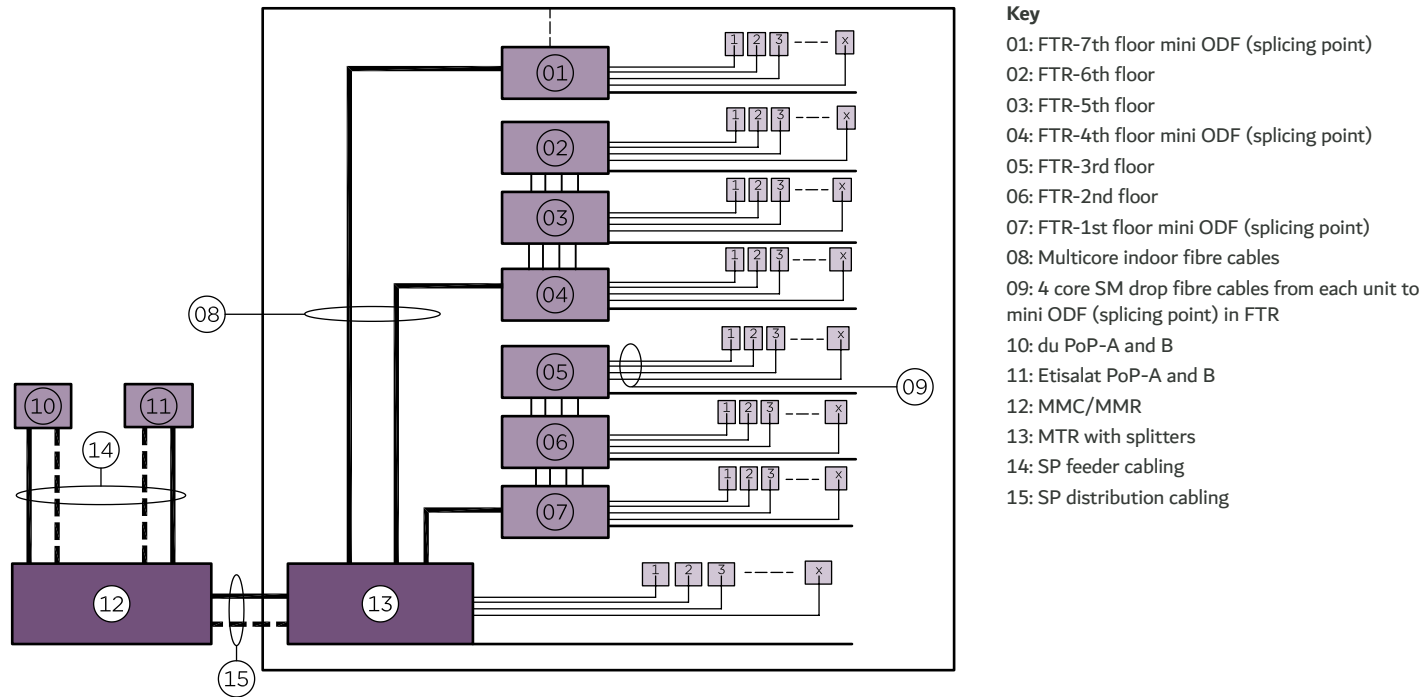 Key
01: FTR-7th floor mini ODF (splicing point)
02: FTR-6th floor
03: FTR-5th floor
04: FTR-4th floor mini ODF (splicing point)
05: FTR-3rd floor
06: FTR-2nd floor
07: FTR-1st floor mini ODF (splicing point)
08: Multicore indoor fibre cables
09: 4 core SM drop fibre cables from each unit to
mini ODF (splicing point) in FTR
10: du PoP-A and B
11: Etisalat PoP-A and B
12: MMC/MMR
13: MTR with splitters
14: SP feeder cabling
15: SP distribution cabling
1 2 3 x
01
1 2 3 x
02
1 2 3 x
03
1 2 3 x
04
08
1 2 3 x
05
09
10 11
1 2 3 x
06
14
1 2 3 x
07
1 2 3 x
12 13
15